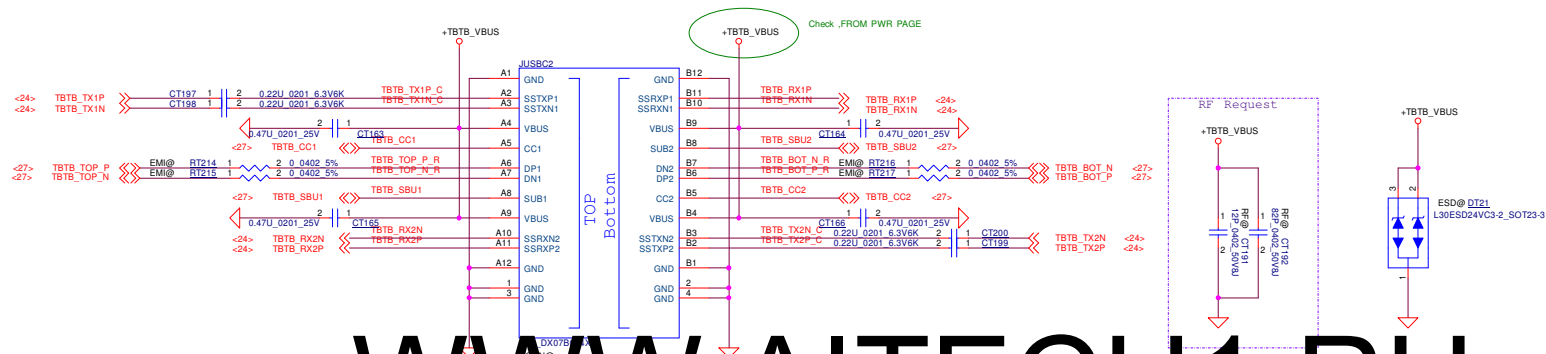 Check ,FROM PWR PAGE
+TBTB_VBUS
+TBTB_VBUS
JUSBC2
A1 GND GND B12
<24> TBTB_TX1P CT197 1 2 0.22U_0201_6.3V6K TBTB_TX1P_C A2 SSTXP1 SSRXP1 B11 TBTB_RX1P TBTB_RX1P <24>
<24> TBTB_TX1N CT198 1 2 0.22U_0201_6.3V6K TBTB_TX1N_C A3 SSTXN1 SSRXN1 B10 TBTB_RX1N TBTB_RX1N <24>
0.47U_0201_25V 2 1 CT163 A4 VBUS VBUS B9 CT164 1 2 0.47U_0201_25V
<27> TBTB_CC1 TBTB_CC1 A5 CC1 SUB2 B8 TBTB_SBU2 TBTB_SBU2 <27>
<27> TBTB_TOP_P EMI@ RT214 1 2 0_0402_5% TBTB_TOP_P_R A6 DP1 DN2 B7 TBTB_BOT_N_R EMI@ RT216 1 2 0_0402_5% TBTB_BOT_N <27>
<27> TBTB_TOP_N EMI@ RT215 1 2 0_0402_5% TBTB_TOP_N_R A7 DN1 DP2 B6 TBTB_BOT_P_R EMI@ RT217 1 2 0_0402_5% TBTB_BOT_P <27>
<27> TBTB_SBU1 TBTB_SBU1 A8 SUB1 CC2 B5 TBTB_CC2 TBTB_CC2 <27>
0.47U_0201_25V 2 1 CT165 A9 VBUS VBUS B4 CT166 1 2 0.47U_0201_25V
<24> TBTB_RX2N TBTB_RX2N A10 SSRXN2 SSTXN2 B3 TBTB_TX2N_C 0.22U_0201_6.3V6K 2 1 CT200 TBTB_TX2N <24>
<24> TBTB_RX2P TBTB_RX2P A11 SSRXP2 SSTXP2 B2 TBTB_TX2P_C 0.22U_0201_6.3V6K 2 1 CT199 TBTB_TX2P <24>
A12 GND GND B1
1 GND GND 2
3 GND GND 4
TOP
Bottom
RF Request
+TBTB_VBUS
1 2 RF@ CT191
12P_0402_50V8J
1 2 RF@ CT192
82P_0402_50V8J
+TBTB_VBUS
3 2
ESD@ DT21
L30ESD24VC3-2_SOT23-3
1
WWW.AITECH1.RU